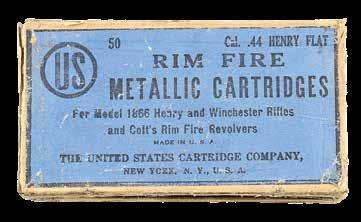 50 Cal. .44 HENRY FLAT
US
RIM FIRE
METALLIC CARTRIDGES
For Model 1866 Henry and Winchester Rifles
and Colt's Rim Fire Revolvers
MADE IN U. S. A.
THE UNITED STATES CARTRIDGE COMPANY,
NEW YORK, N. Y., U. S. A.